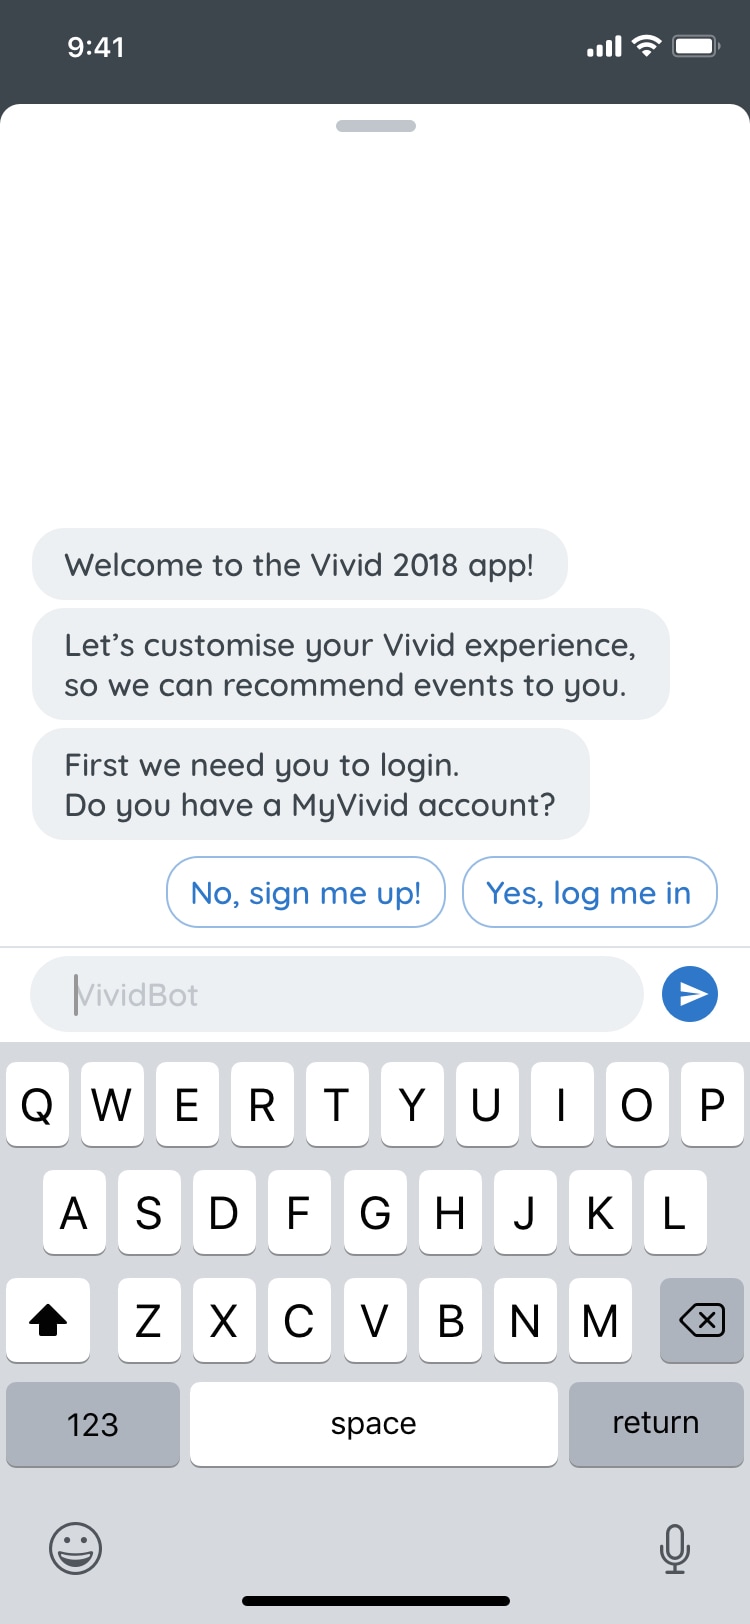 9:41
Welcome to the Vivid 2018 app!
Let’s customise your Vivid experience,
so we can recommend events to you.
First we need you to login.
Do you have a MyVivid account?
No, sign me up! Yes, log me in
VividBot
Q W E R T Y U I O P
A S D F G H J K L
Z X C V B N M
123 space return